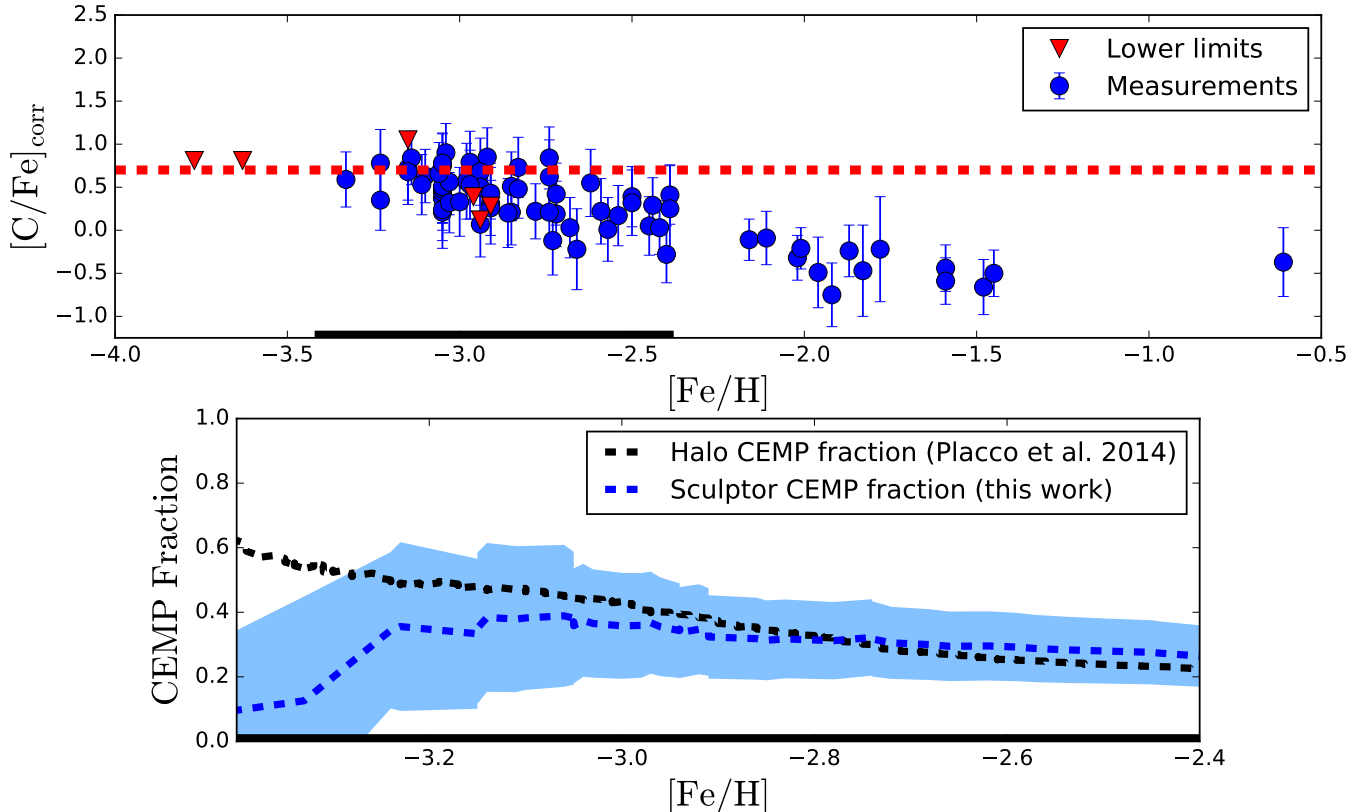 2.5
2.0
1.5
1.0
0.5
0.0
−0.5
−1.0
[C/Fe]corr
Lower limits
Measurements
−4.0 −3.5 −3.0 −2.5 −2.0 −1.5 −1.0 −0.5
[Fe/H]
1.0
0.8
0.6
0.4
0.2
0.0
CEMP Fraction
Halo CEMP fraction (Placco et al. 2014)
Sculptor CEMP fraction (this work)
−3.2 −3.0 −2.8 −2.6 −2.4
[Fe/H]